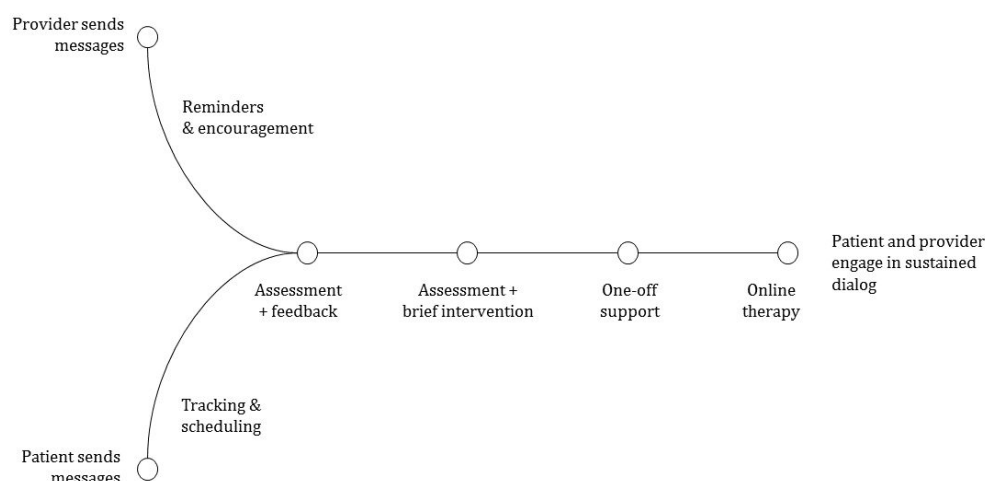 Provider sends
messages
Reminders
& encouragement
Assessment
+ feedback
Assessment +
brief intervention
One-off
support
Online
therapy
Patient and provider
engage in sustained
dialog
Tracking &
scheduling
Patient sends
messages